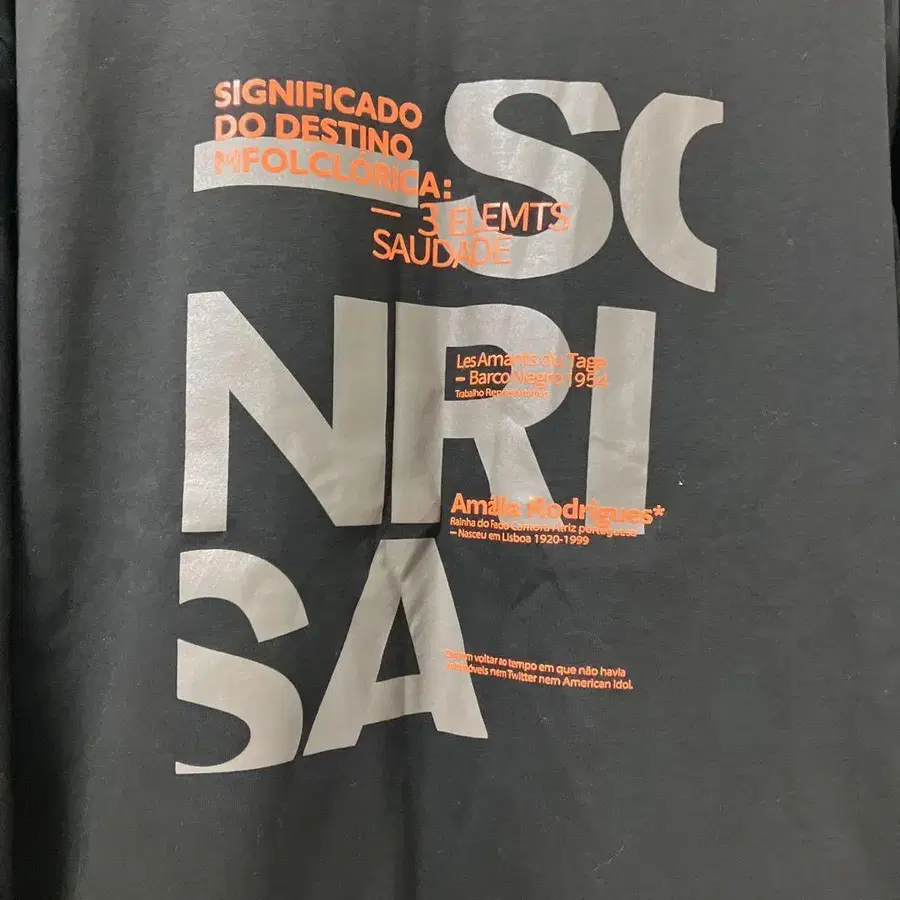 SIGNIFICADO
DO DESTINO
MFOLCLÓRICA:
— 3 ELEMTS
SAUDADE
SO
NRI
SA
Les Amants du Tage
– Barco Negro 1954
Trabalho
Amália Rodrigues*
Rainha do Fado Cantora Atriz portuguesa
— Nasceu em Lisboa 1920-1999
voltar ao tempo em que não havia
nem Twitter nem American Idol.